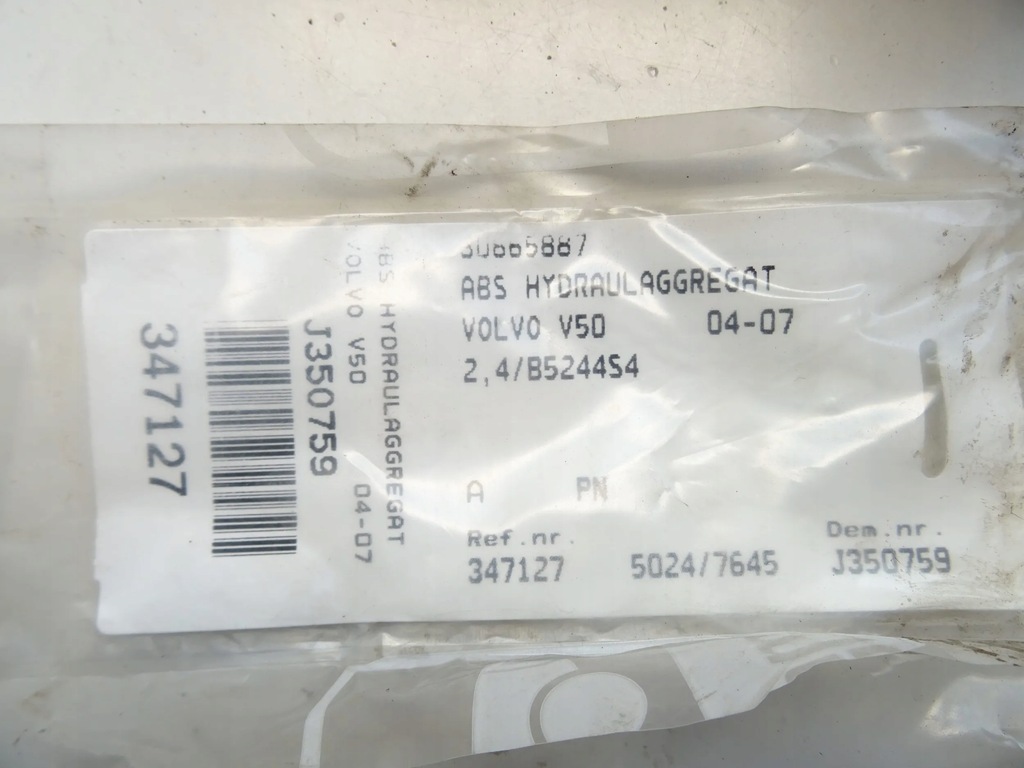 30665887
ABS HYDRAULAGGREGAT
VOLVO V50 04-07
2,4/B5244S4
A PN
Ref.nr. Dem.nr.
347127 5024/7645 J350759
ABS HYDRAULAGGREGAT
VOLVO V50 04-07
J350759
347127